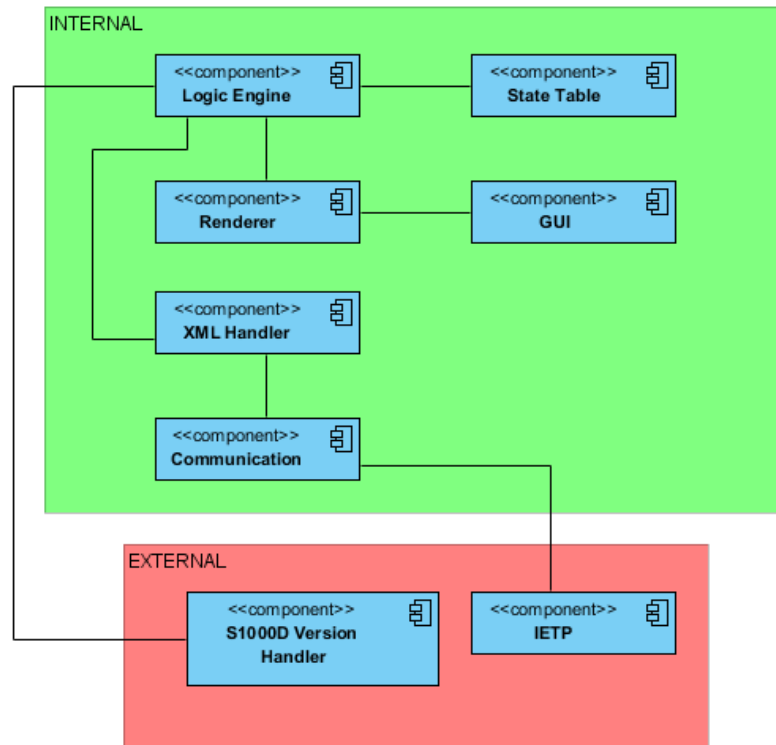 INTERNAL
<<component>>
Logic Engine
<<component>>
State Table
<<component>>
Renderer
<<component>>
GUI
<<component>>
XML Handler
<<component>>
Communication
EXTERNAL
<<component>>
S1000D Version
Handler
<<component>>
IETP